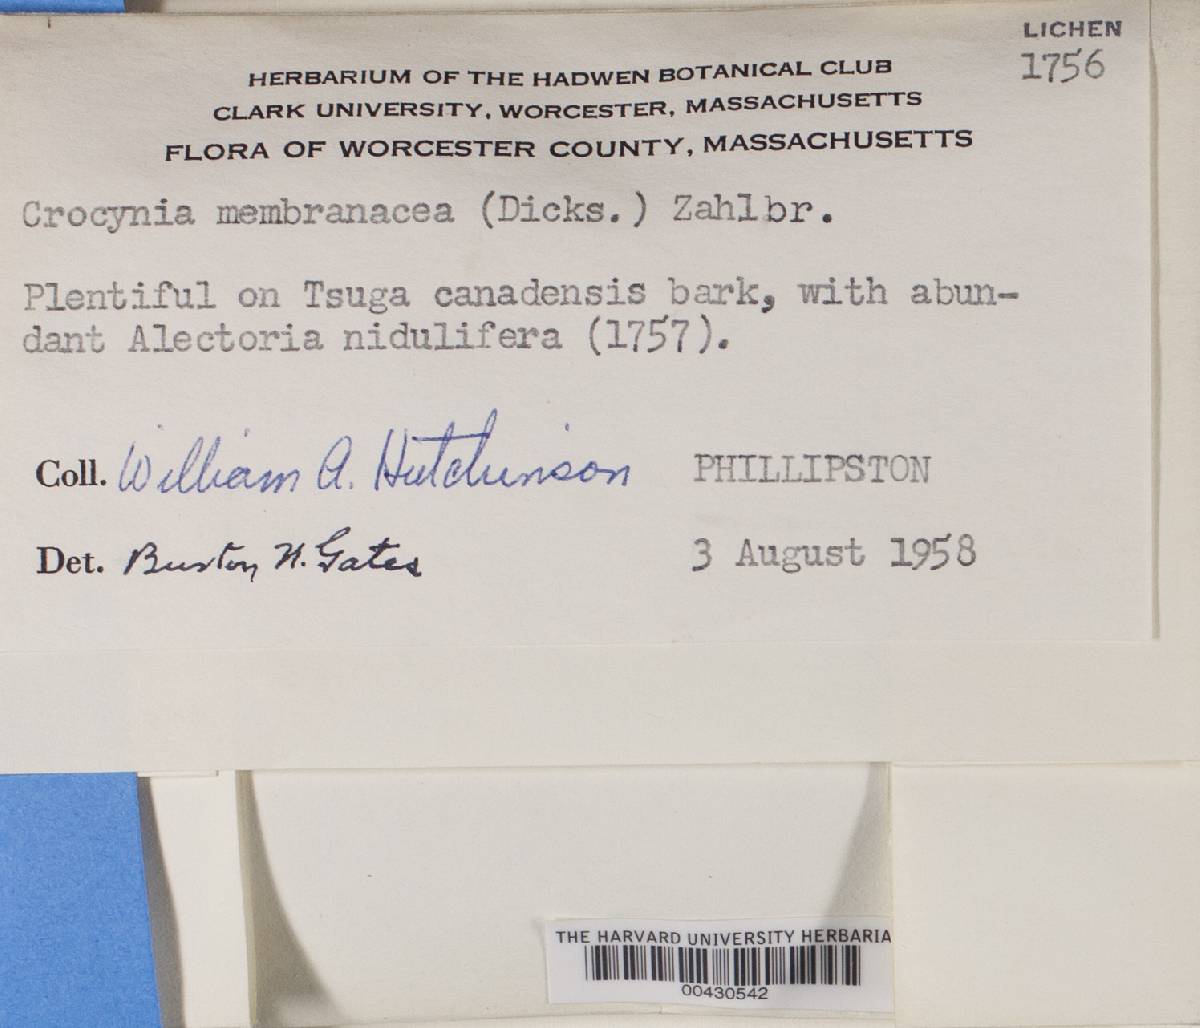 LICHEN
1756
HERBARIUM OF THE HADWEN BOTANICAL CLUB
CLARK UNIVERSITY, WORCESTER, MASSACHUSETTS
FLORA OF WORCESTER COUNTY, MASSACHUSETTS
Crocynia membranacea (Dicks.) Zahlbr.
Plentiful on Tsuga canadensis bark, with abun-
dant Alectoria nidulifera (1757).
Coll. William A. Hutchinson PHILLIPSTON
Det. Burton N. Gates 3 August 1958
THE HARVARD UNIVERSITY HERBARIA
00430542